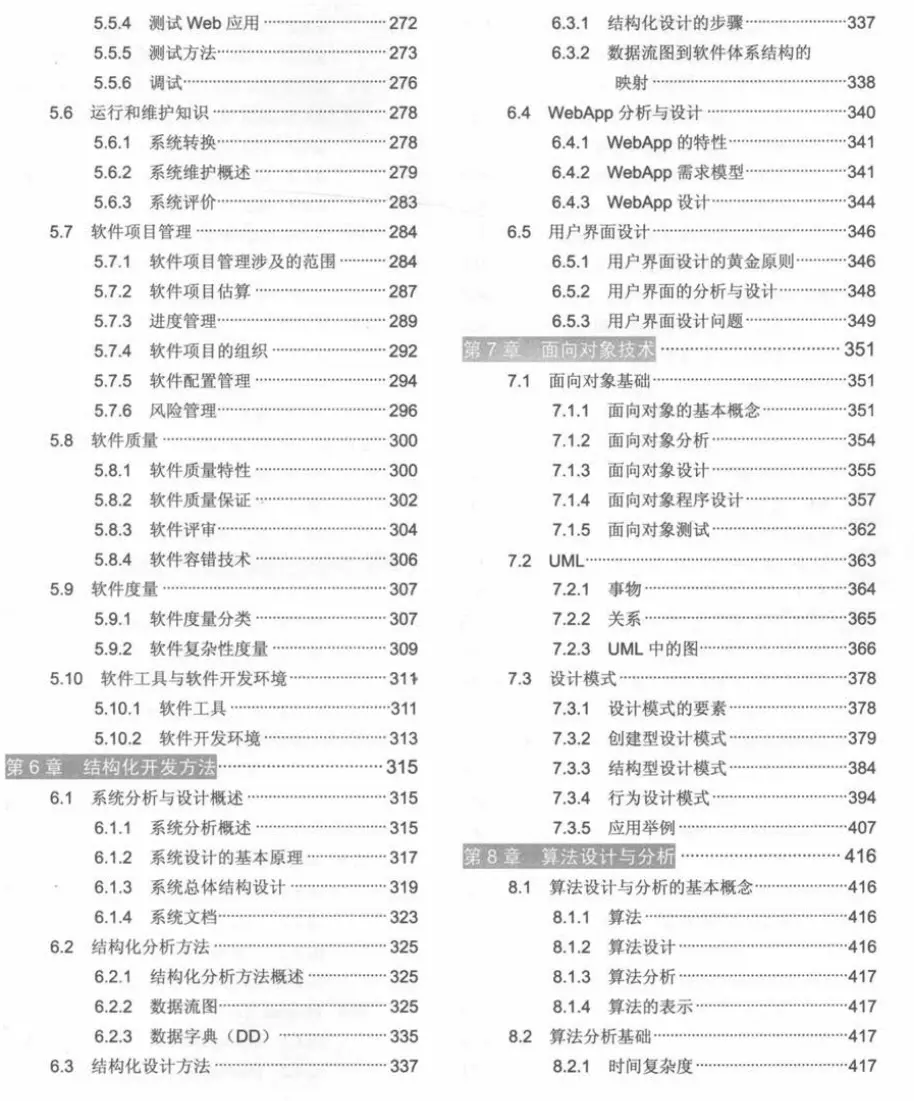 5.5.4 测试 Web 应用 ··· 272
5.5.5 测试方法 ··· 273
5.5.6 调试 ··· 276
5.6 运行和维护知识 ··· 278
5.6.1 系统转换 ··· 278
5.6.2 系统维护概述 ··· 279
5.6.3 系统评价 ··· 283
5.7 软件项目管理 ··· 284
5.7.1 软件项目管理涉及的范围 ··· 284
5.7.2 软件项目估算 ··· 287
5.7.3 进度管理 ··· 289
5.7.4 软件项目的组织 ··· 292
5.7.5 软件配置管理 ··· 294
5.7.6 风险管理 ··· 296
5.8 软件质量 ··· 300
5.8.1 软件质量特性 ··· 300
5.8.2 软件质量保证 ··· 302
5.8.3 软件评审 ··· 304
5.8.4 软件容错技术 ··· 306
5.9 软件度量 ··· 307
5.9.1 软件度量分类 ··· 307
5.9.2 软件复杂性度量 ··· 309
5.10 软件工具与软件开发环境 ··· 311
5.10.1 软件工具 ··· 311
5.10.2 软件开发环境 ··· 313
第 6 章 结构化开发方法 ··· 315
6.1 系统分析与设计概述 ··· 315
6.1.1 系统分析概述 ··· 315
6.1.2 系统设计的基本原理 ··· 317
6.1.3 系统总体结构设计 ··· 319
6.1.4 系统文档 ··· 323
6.2 结构化分析方法 ··· 325
6.2.1 结构化分析方法概述 ··· 325
6.2.2 数据流图 ··· 325
6.2.3 数据字典（DD） ··· 335
6.3 结构化设计方法 ··· 337
6.3.1 结构化设计的步骤 ··· 337
6.3.2 数据流图到软件体系结构的
映射 ··· 338
6.4 WebApp 分析与设计 ··· 340
6.4.1 WebApp 的特性 ··· 341
6.4.2 WebApp 需求模型 ··· 341
6.4.3 WebApp 设计 ··· 344
6.5 用户界面设计 ··· 346
6.5.1 用户界面设计的黄金原则 ··· 346
6.5.2 用户界面的分析与设计 ··· 348
6.5.3 用户界面设计问题 ··· 349
第 7 章 面向对象技术 ··· 351
7.1 面向对象基础 ··· 351
7.1.1 面向对象的基本概念 ··· 351
7.1.2 面向对象分析 ··· 354
7.1.3 面向对象设计 ··· 355
7.1.4 面向对象程序设计 ··· 357
7.1.5 面向对象测试 ··· 362
7.2 UML ··· 363
7.2.1 事物 ··· 364
7.2.2 关系 ··· 365
7.2.3 UML 中的图 ··· 366
7.3 设计模式 ··· 378
7.3.1 设计模式的要素 ··· 378
7.3.2 创建型设计模式 ··· 379
7.3.3 结构型设计模式 ··· 384
7.3.4 行为设计模式 ··· 394
7.3.5 应用举例 ··· 407
第 8 章 算法设计与分析 ··· 416
8.1 算法设计与分析的基本概念 ··· 416
8.1.1 算法 ··· 416
8.1.2 算法设计 ··· 416
8.1.3 算法分析 ··· 417
8.1.4 算法的表示 ··· 417
8.2 算法分析基础 ··· 417
8.2.1 时间复杂度 ··· 417